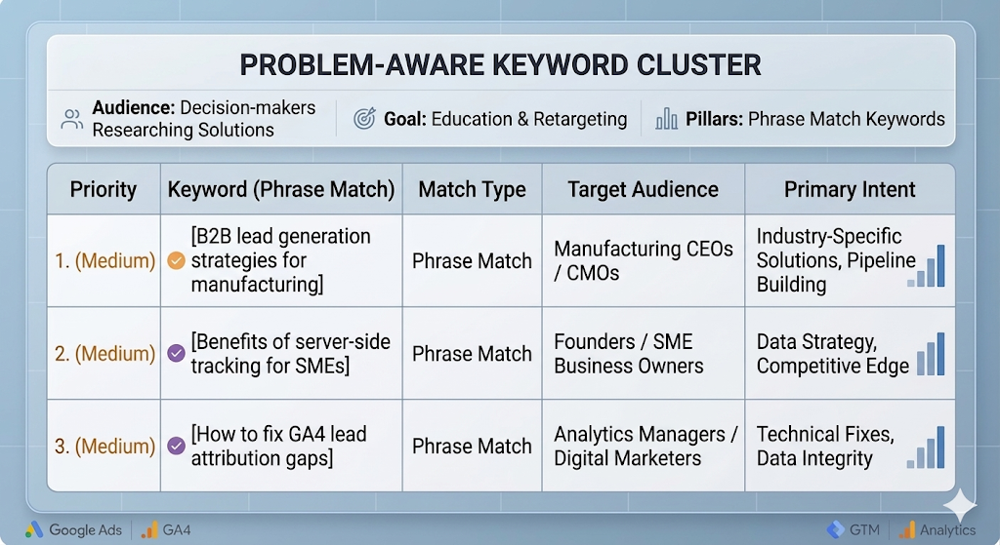 PROBLEM-AWARE KEYWORD CLUSTER
Audience: Decision-makers
Researching Solutions
Goal: Education & Retargeting
Pillars: Phrase Match Keywords
Priority
Keyword (Phrase Match)
Match Type
Target Audience
Primary Intent
1. (Medium)
[B2B lead generation
strategies for
manufacturing]
Phrase Match
Manufacturing CEOs
/ CMOs
Industry-Specific
Solutions, Pipeline
Building
2. (Medium)
[Benefits of server-side
tracking for SMEs]
Phrase Match
Founders / SME
Business Owners
Data Strategy,
Competitive Edge
3. (Medium)
[How to fix GA4 lead
attribution gaps]
Phrase Match
Analytics Managers /
Digital Marketers
Technical Fixes,
Data Integrity
Google Ads
GA4
GTM
Analytics